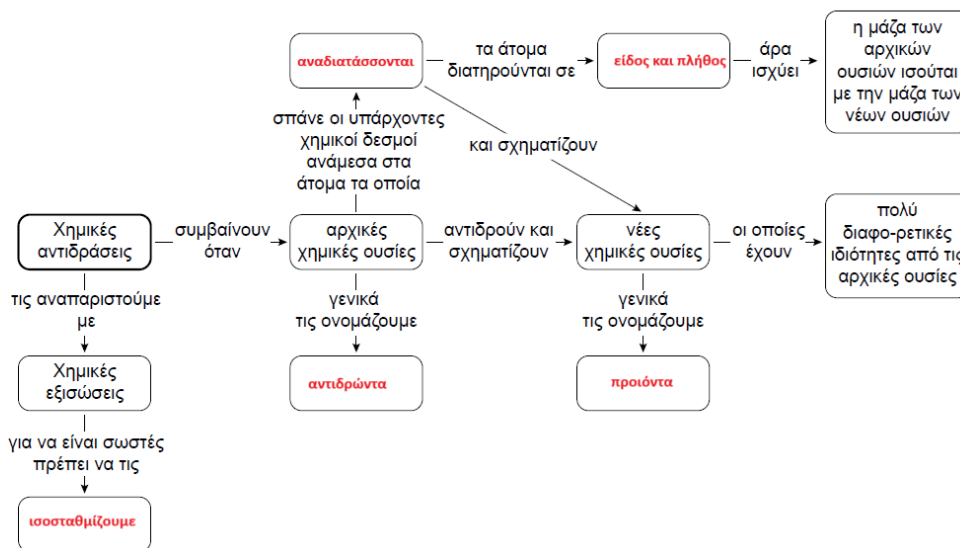 αναδιατάσσονται
τα άτομα
διατηρούνται σε
είδος και πλήθος
άρα
ισχύει
η μάζα των
αρχικών
ουσιών ισούται
με την μάζα των
νέων ουσιών
σπάνε οι υπάρχοντες
χημικοί δεσμοί
ανάμεσα στα
άτομα τα οποία
και σχηματίζουν
Χημικές
αντιδράσεις
συμβαίνουν
όταν
αρχικές
χημικές ουσίες
αντιδρούν και
σχηματίζουν
νέες
χημικές ουσίες
οι οποίες
έχουν
πολύ
διαφο-ρετικές
ιδιότητες από τις
αρχικές ουσίες
τις αναπαριστούμε
με
γενικά
τις ονομάζουμε
γενικά
τις ονομάζουμε
Χημικές
εξισώσεις
αντιδρώντα
προιόντα
για να είναι σωστές
πρέπει να τις
ισοσταθμίζουμε